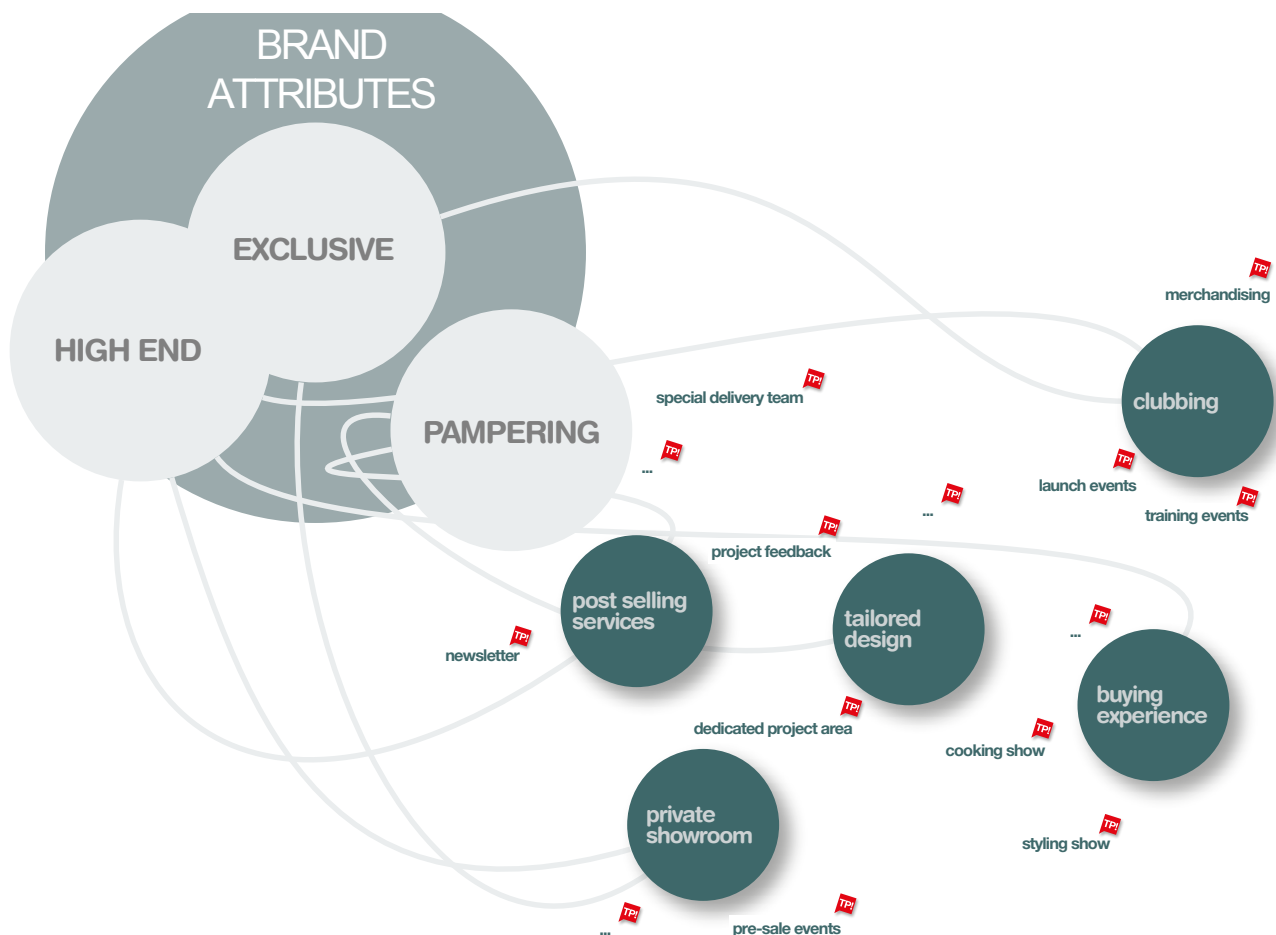 BRAND
ATTRIBUTES
EXCLUSIVE
HIGH END
PAMPERING
TP!
merchandising
clubbing
TP!
special delivery team
TP!
...
TP!
launch events
TP!
training events
TP!
...
TP!
project feedback
post selling
services
tailored
design
TP!
...
TP!
newsletter
buying
experience
TP!
dedicated project area
TP!
cooking show
private
showroom
TP!
styling show
TP!
...
TP!
pre-sale events